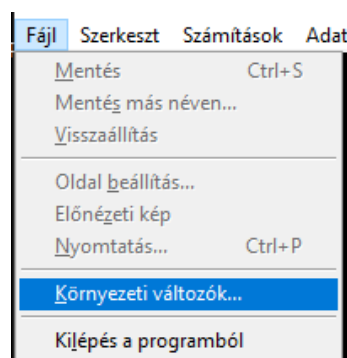 Fájl Szerkeszt Számítások Adat
Mentés Ctrl+S
Mentés más néven...
Visszaállítás
Oldal beállítás...
Előnézeti kép
Nyomtatás... Ctrl+P
Környezeti változók...
Kilépés a programból